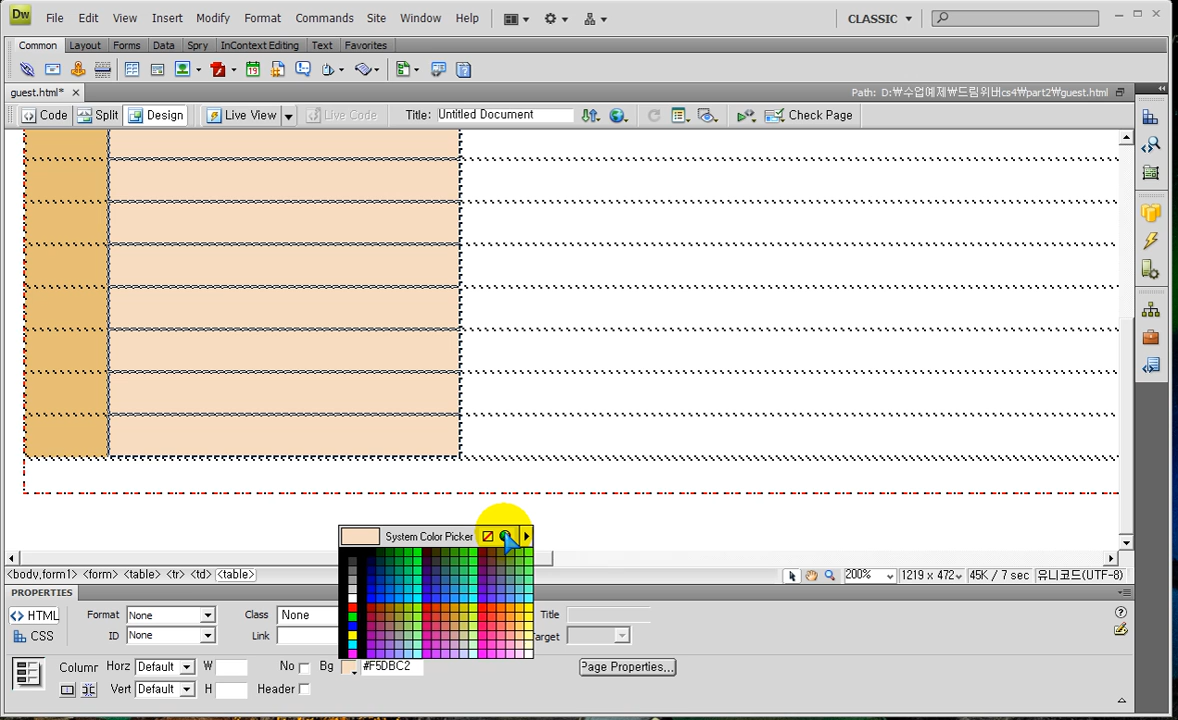 Dw File Edit View Insert Modify Format Commands Site Window Help CLASSIC
Common Layout Forms Data Spry InContext Editing Text Favorites
guest.html* Path: D:₩수업예제₩드림위버cs4₩part2₩guest.html
Code Split Design Live View Live Code Title: Untitled Document Check Page
System Color Picker
<body,form1> <form> <table> <tr> <td> <table> 200% 1219 x 472 45K / 7 sec 유니코드(UTF-8)
PROPERTIES
<> HTML Format None Class None Title
CSS ID None Link Target
Column Horz Default W No Bg #F5DBC2 Page Properties...
Vert Default H Header